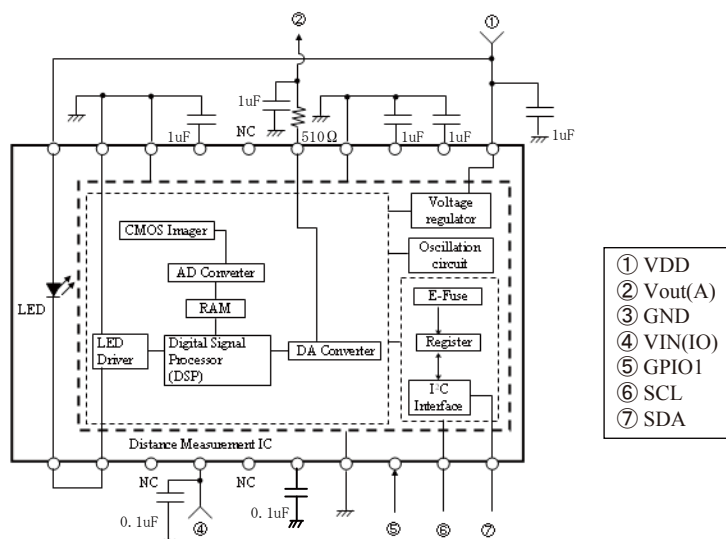 ② ①
1uF
1uF
NC
510Ω
1uF
1uF
1uF
Voltage
regulator
CMOS Imager
Oscillation
circuit
AD Converter
E-Fuse
LED
RAM
LED
Driver
Digital Signal
Processor
(DSP)
DA Converter
Register
I²C
Interface
Distance Measurement IC
NC
NC
0.1uF
④
0.1uF
⑤
⑥
⑦
① VDD
② Vout(A)
③ GND
④ VIN(IO)
⑤ GPIO1
⑥ SCL
⑦ SDA